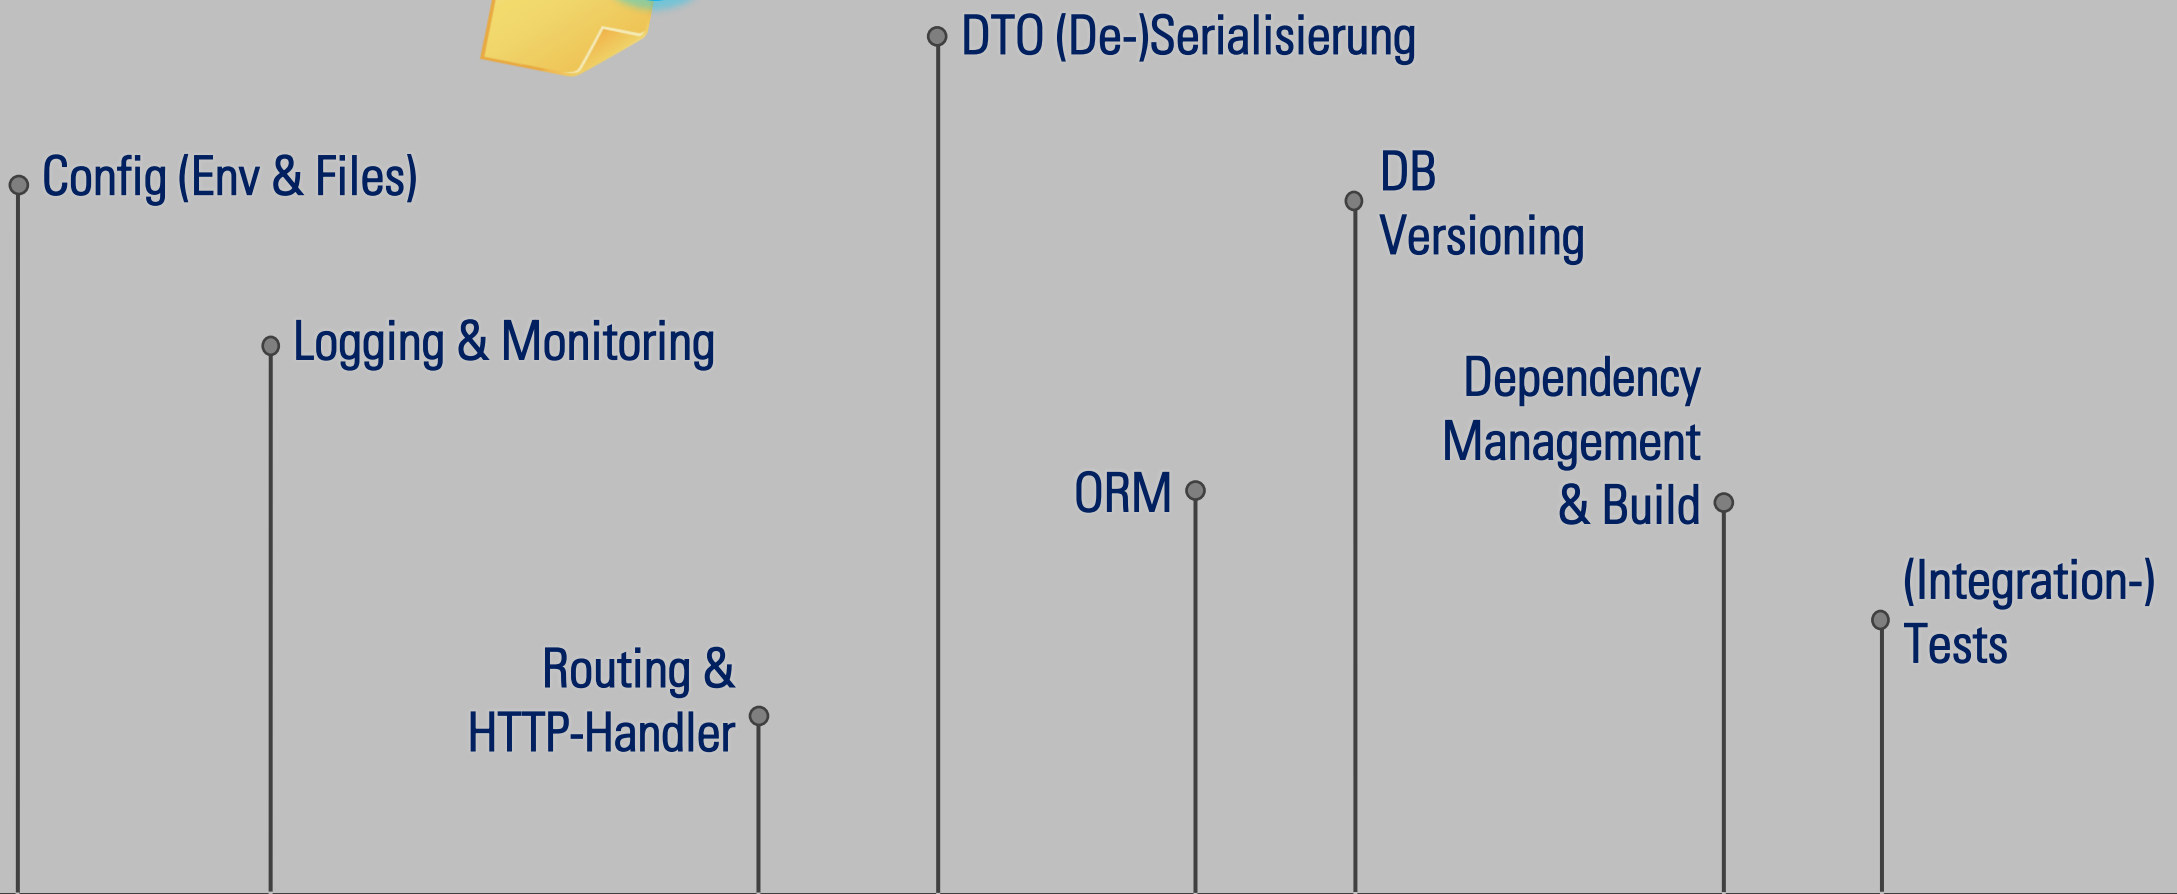 DTO (De-)Serialisierung
Config (Env & Files)
DB
Versioning
Logging & Monitoring
Dependency
Management
& Build
ORM
(Integration-)
Tests
Routing &
HTTP-Handler